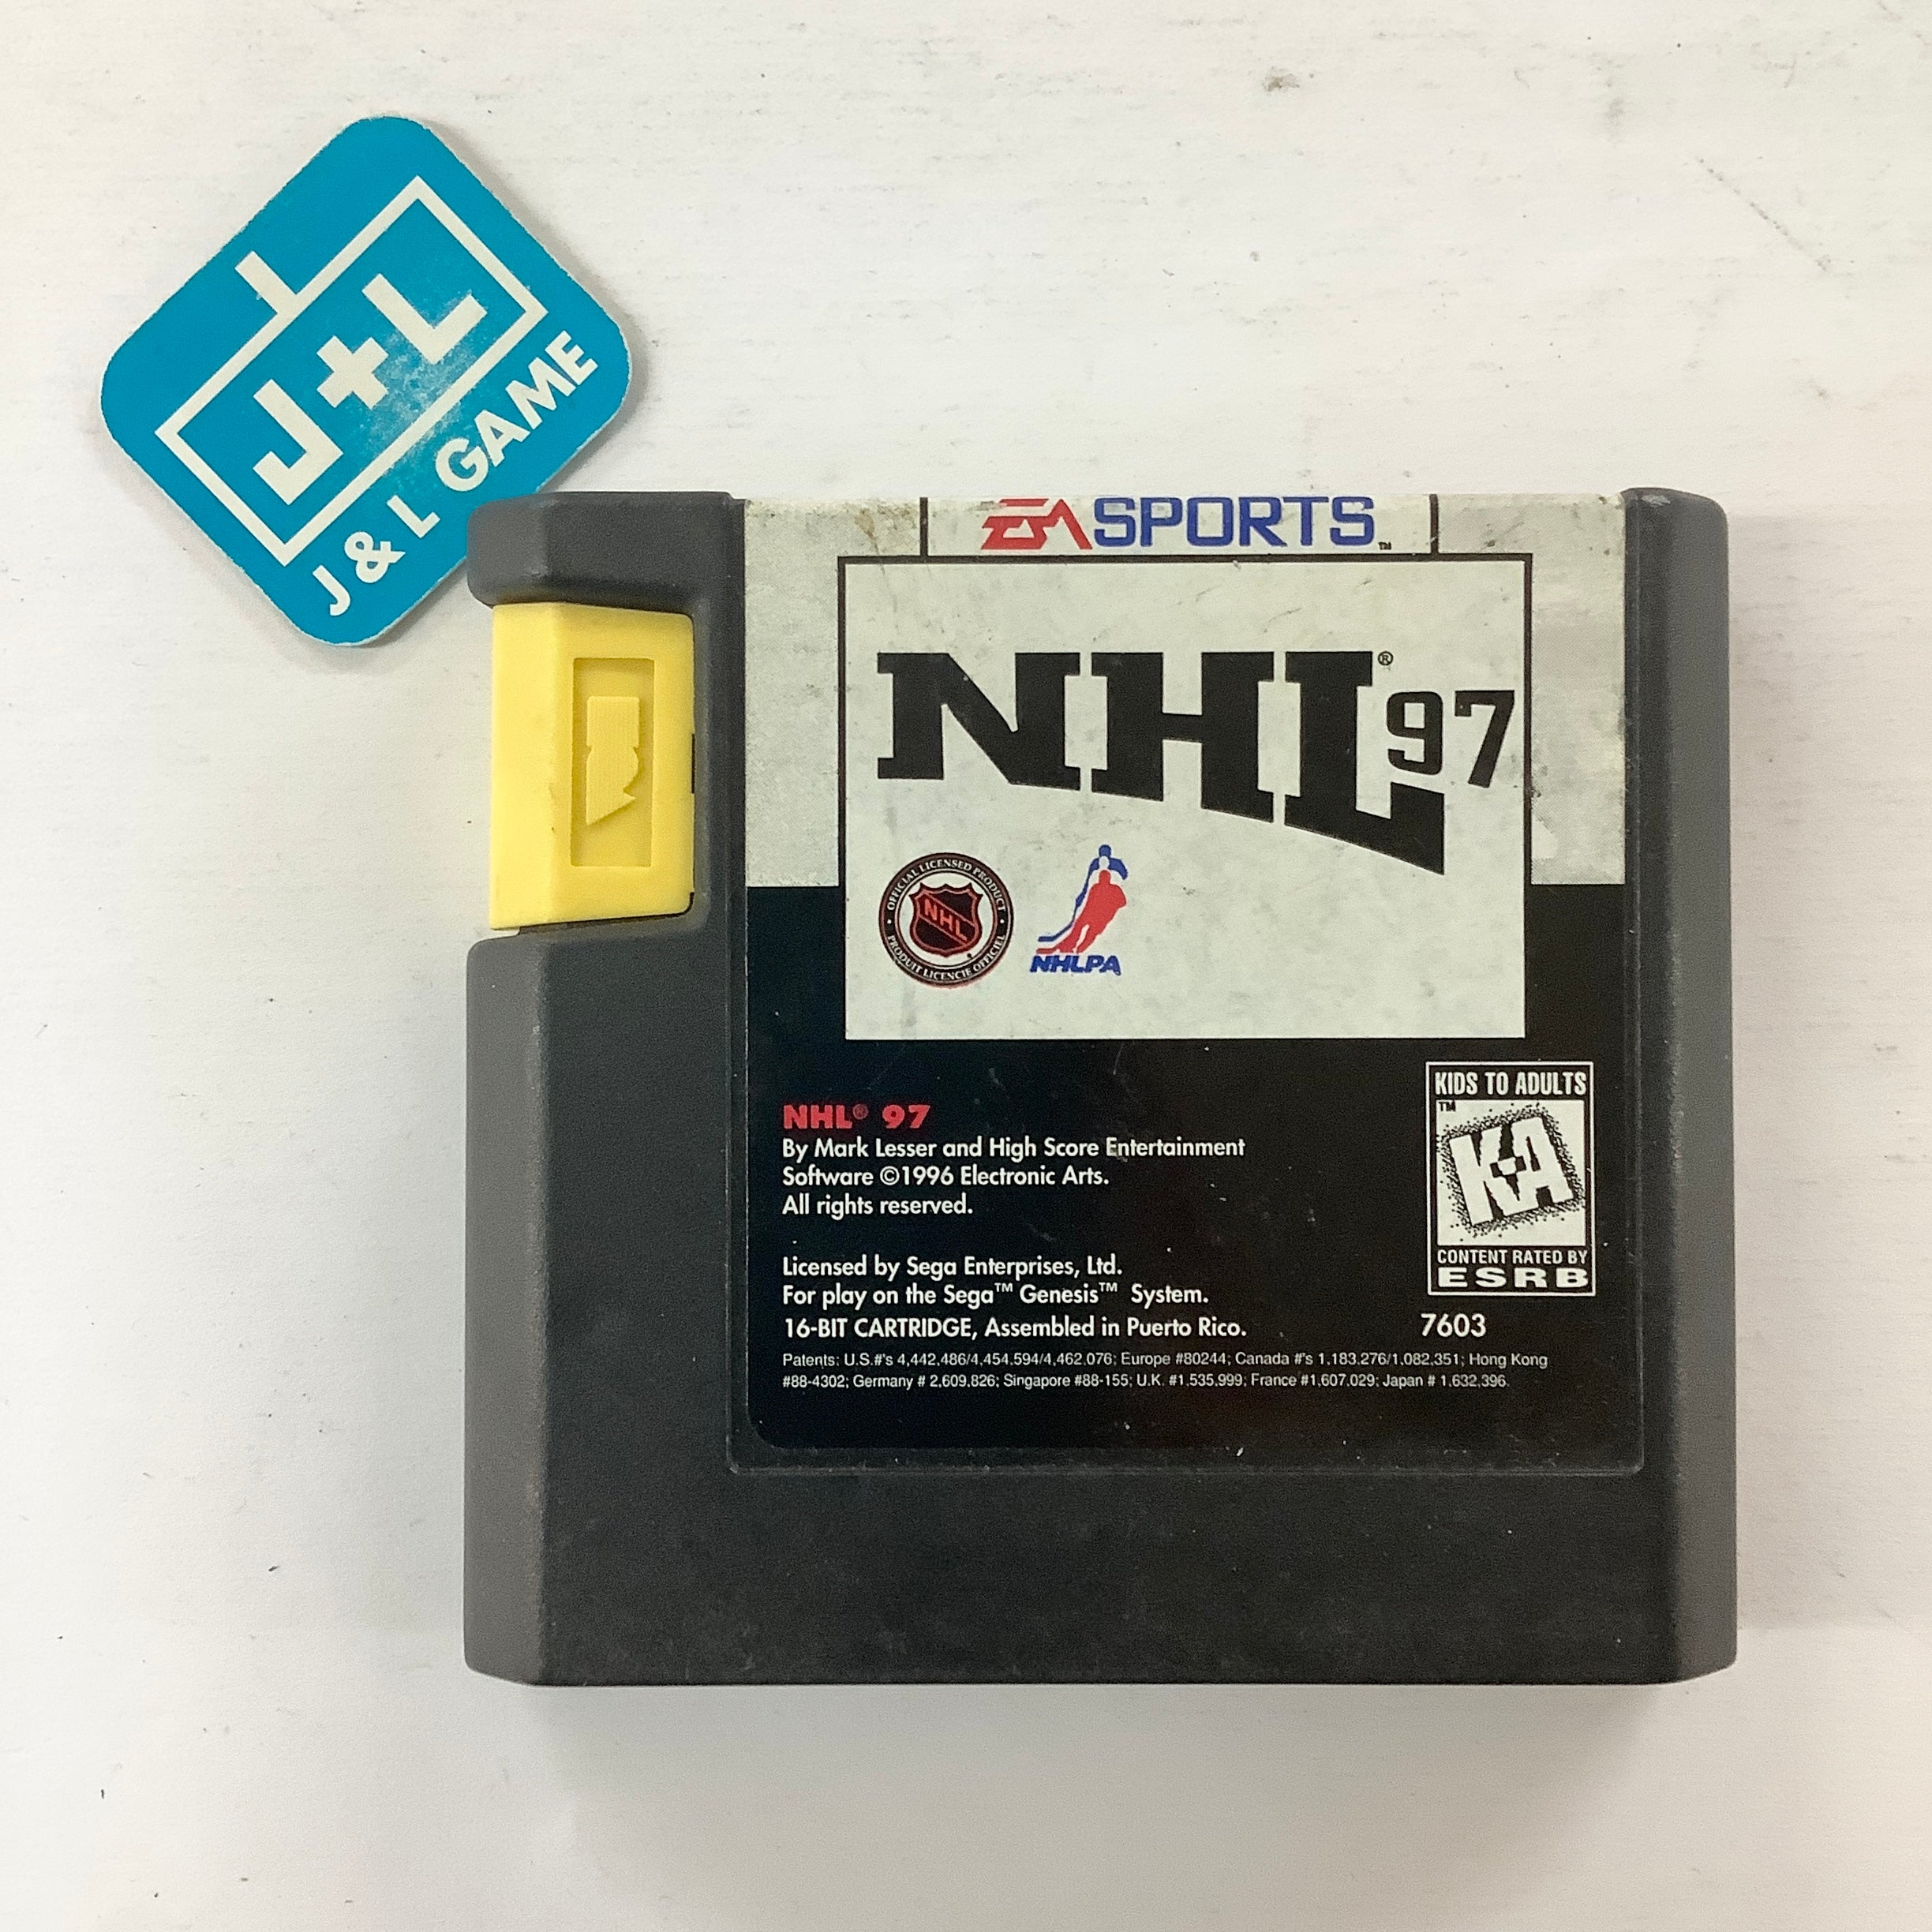 J+L
J & L GAME
EA SPORTS™
NHL® 97
OFFICIAL LICENSED PRODUCT
NHL
PRODUIT LICENCIE OFFICIEL
NHLPA
NHL® 97
By Mark Lesser and High Score Entertainment
Software ©1996 Electronic Arts.
All rights reserved.
Licensed by Sega Enterprises, Ltd.
For play on the Sega™ Genesis™ System.
16-BIT CARTRIDGE, Assembled in Puerto Rico.
7603
Patents: U.S.#'s 4,442,486/4,454,594/4,462,076; Europe #80244; Canada #'s 1,183,276/1,082,351; Hong Kong
#88-4302; Germany # 2,609,826; Singapore #88-155; U.K. #1,535,999; France #1,607,029; Japan # 1,632,396.
KIDS TO ADULTS
™
K-A
CONTENT RATED BY
ESRB